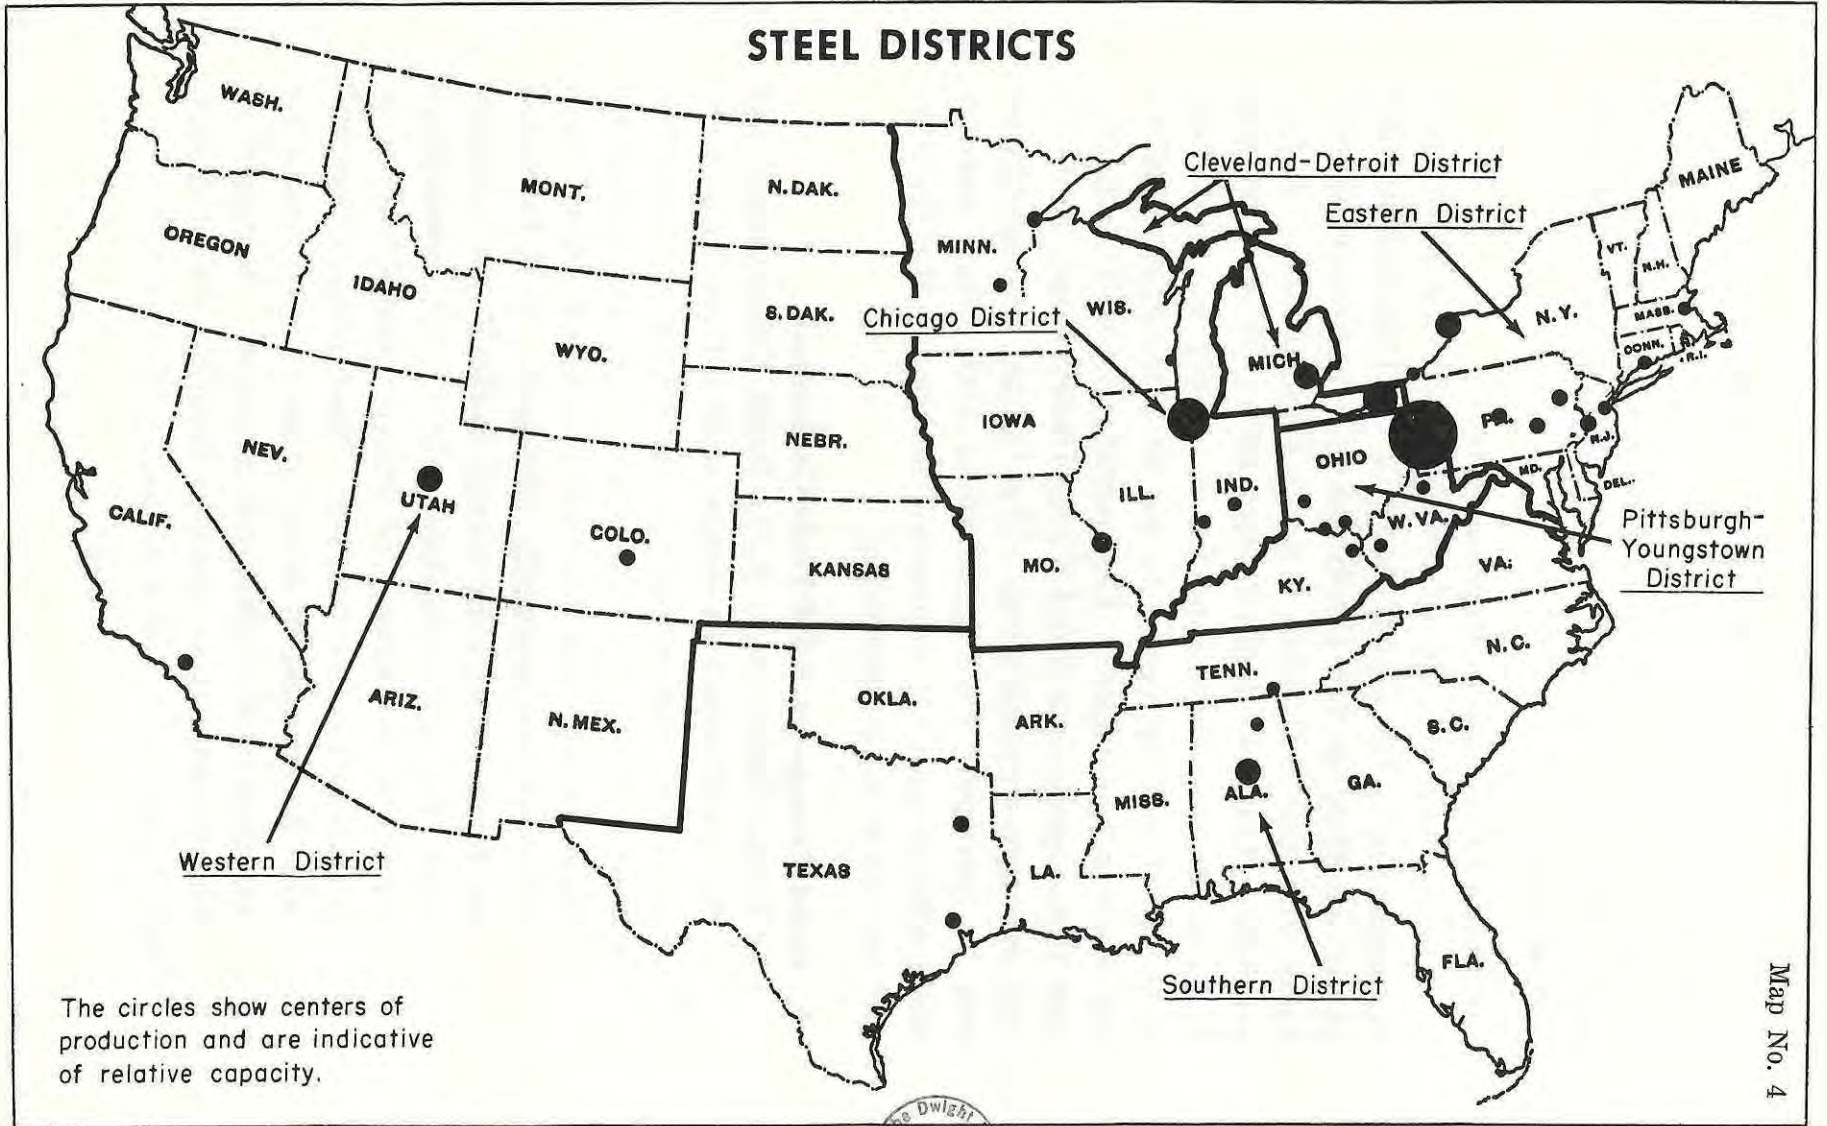 STEEL DISTRICTS
WASH.
MONT.
N. DAK.
MINN.
Cleveland-Detroit District
MAINE
Eastern District
OREGON
IDAHO
S. DAK.
Chicago District
WIS.
VT.
N.H.
N.Y.
MASS.
CONN.
R.I.
WYO.
MICH.
NEV.
NEBR.
IOWA
PA.
N.J.
OHIO
MD.
DEL.
UTAH
ILL.
IND.
CALIF.
COLO.
W. VA.
Pittsburgh-
Youngstown
District
KANSAS
MO.
KY.
VA.
N.C.
TENN.
ARIZ.
N. MEX.
OKLA.
ARK.
S.C.
MISS.
ALA.
GA.
Western District
TEXAS
LA.
FLA.
Southern District
The circles show centers of
production and are indicative
of relative capacity.
Map No. 4
Dwight